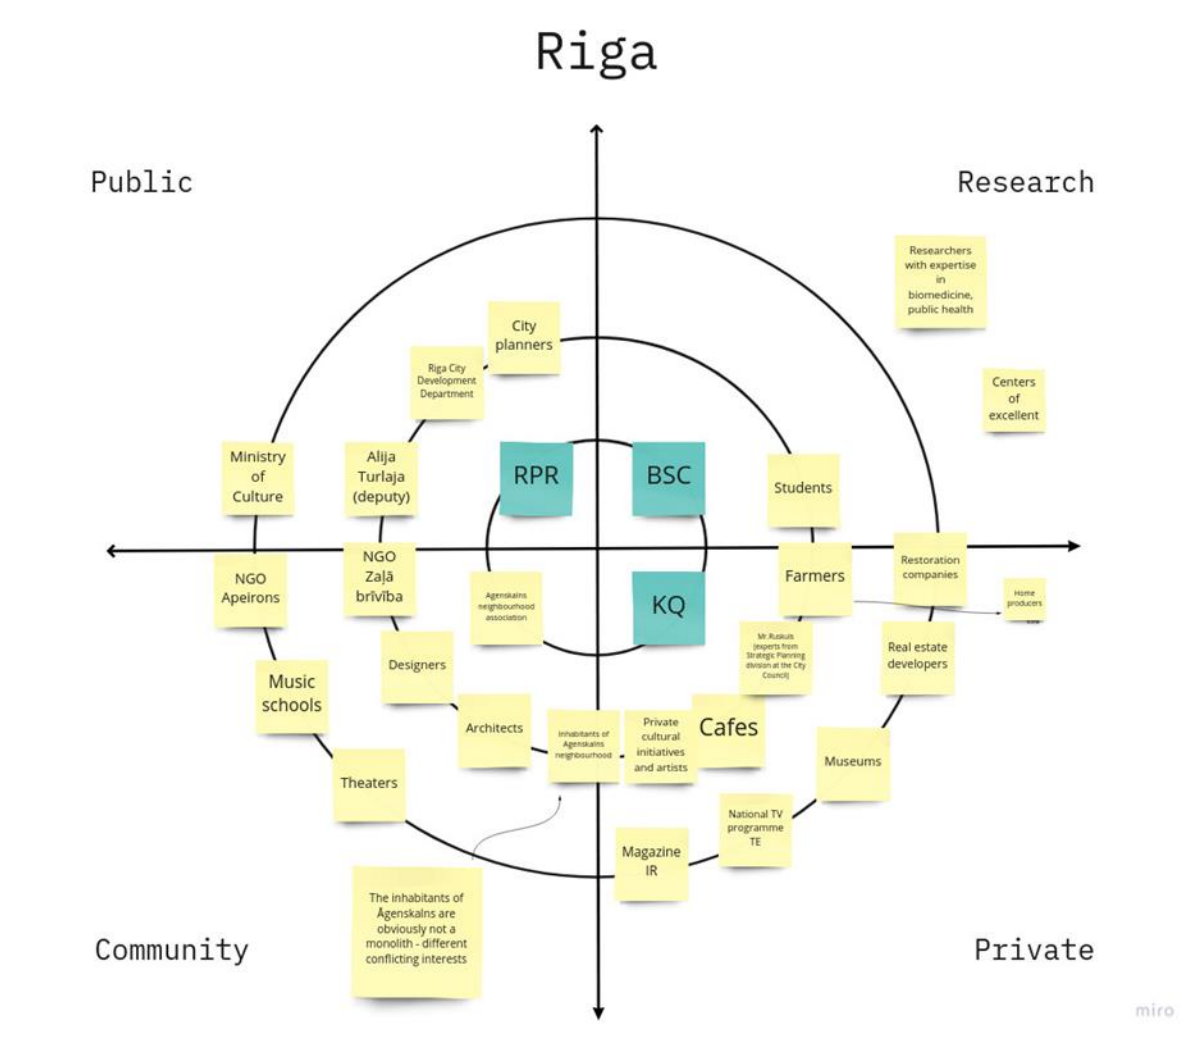 Riga
Public
Research
Researchers
with expertise
in
biomedicine,
public health
City
planners
Riga City
Development
Department
Centers
of
excellent
Ministry
of
Culture
Alija
Turlaja
(deputy)
RPR
BSC
Students
NGO
Apeirons
NGO
Zaļā
brīvība
Agenskalns
neighbourhood
association
KQ
Farmers
Restoration
companies
Home
producers
Designers
Mr.Ruskuls
(experts from
Strategic Planning
division at the City
Council)
Real estate
developers
Music
schools
Architects
Inhabitants of
Agenskalns
neighbourhood
Private
cultural
initiatives
and artists
Cafes
Theaters
Museums
National TV
programme
TE
Magazine
IR
The inhabitants of
Āgenskalns are
obviously not a
monolith - different
conflicting interests
Community
Private
miro